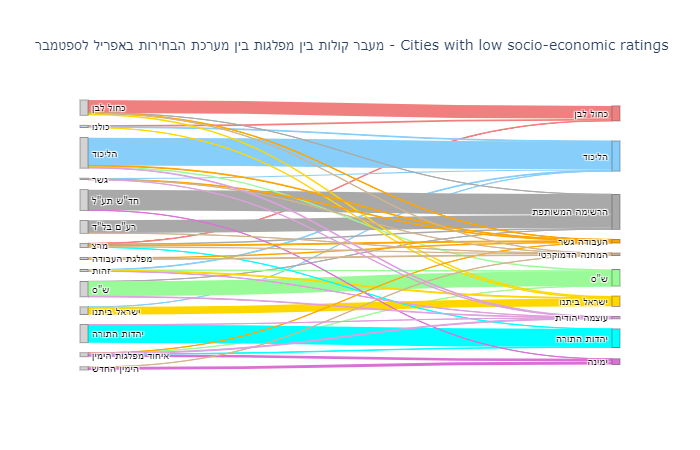 מעבר קולות בין מפלגות בין מערכת הבחירות באפריל לספטמבר - Cities with low socio-economic ratings
כחול לבן
כולנו
הליכוד
גשר
חד"ש תע"ל
רע"ם בל"ד
מרצ
מפלגת העבודה
זהות
ש"ס
ישראל ביתנו
יהדות התורה
איחוד מפלגות הימין
הימין החדש
כחול לבן
הליכוד
הרשימה המשותפת
העבודה גשר
המחנה הדמוקרטי
ש"ס
ישראל ביתנו
עוצמה יהודית
יהדות התורה
ימינה